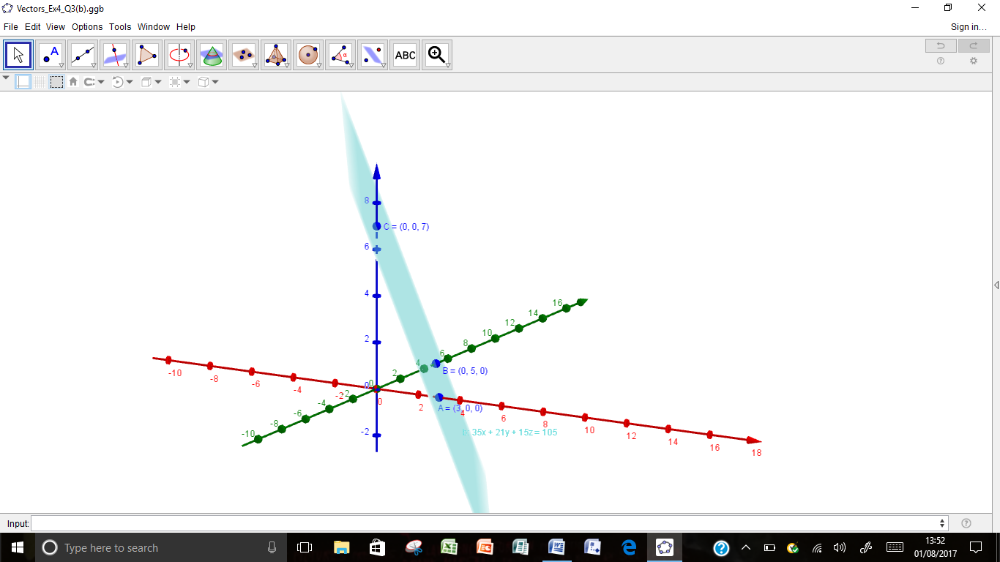 Vectors_Ex4_Q3(b).ggb
File Edit View Options Tools Window Help Sign in...
A α ABC
8
C = (0, 0, 7)
6
4
2
0
-2
16
14
12
10
8
6
4
2
0
-2
-4
-6
-8
-10
B = (0, 5, 0)
-10 -8 -6 -4 -2 0 2 4 6 8 10 12 14 16 18
A = (3, 0, 0)
35x + 21y + 15z = 105
Input:
Type here to search
13:52
01/08/2017